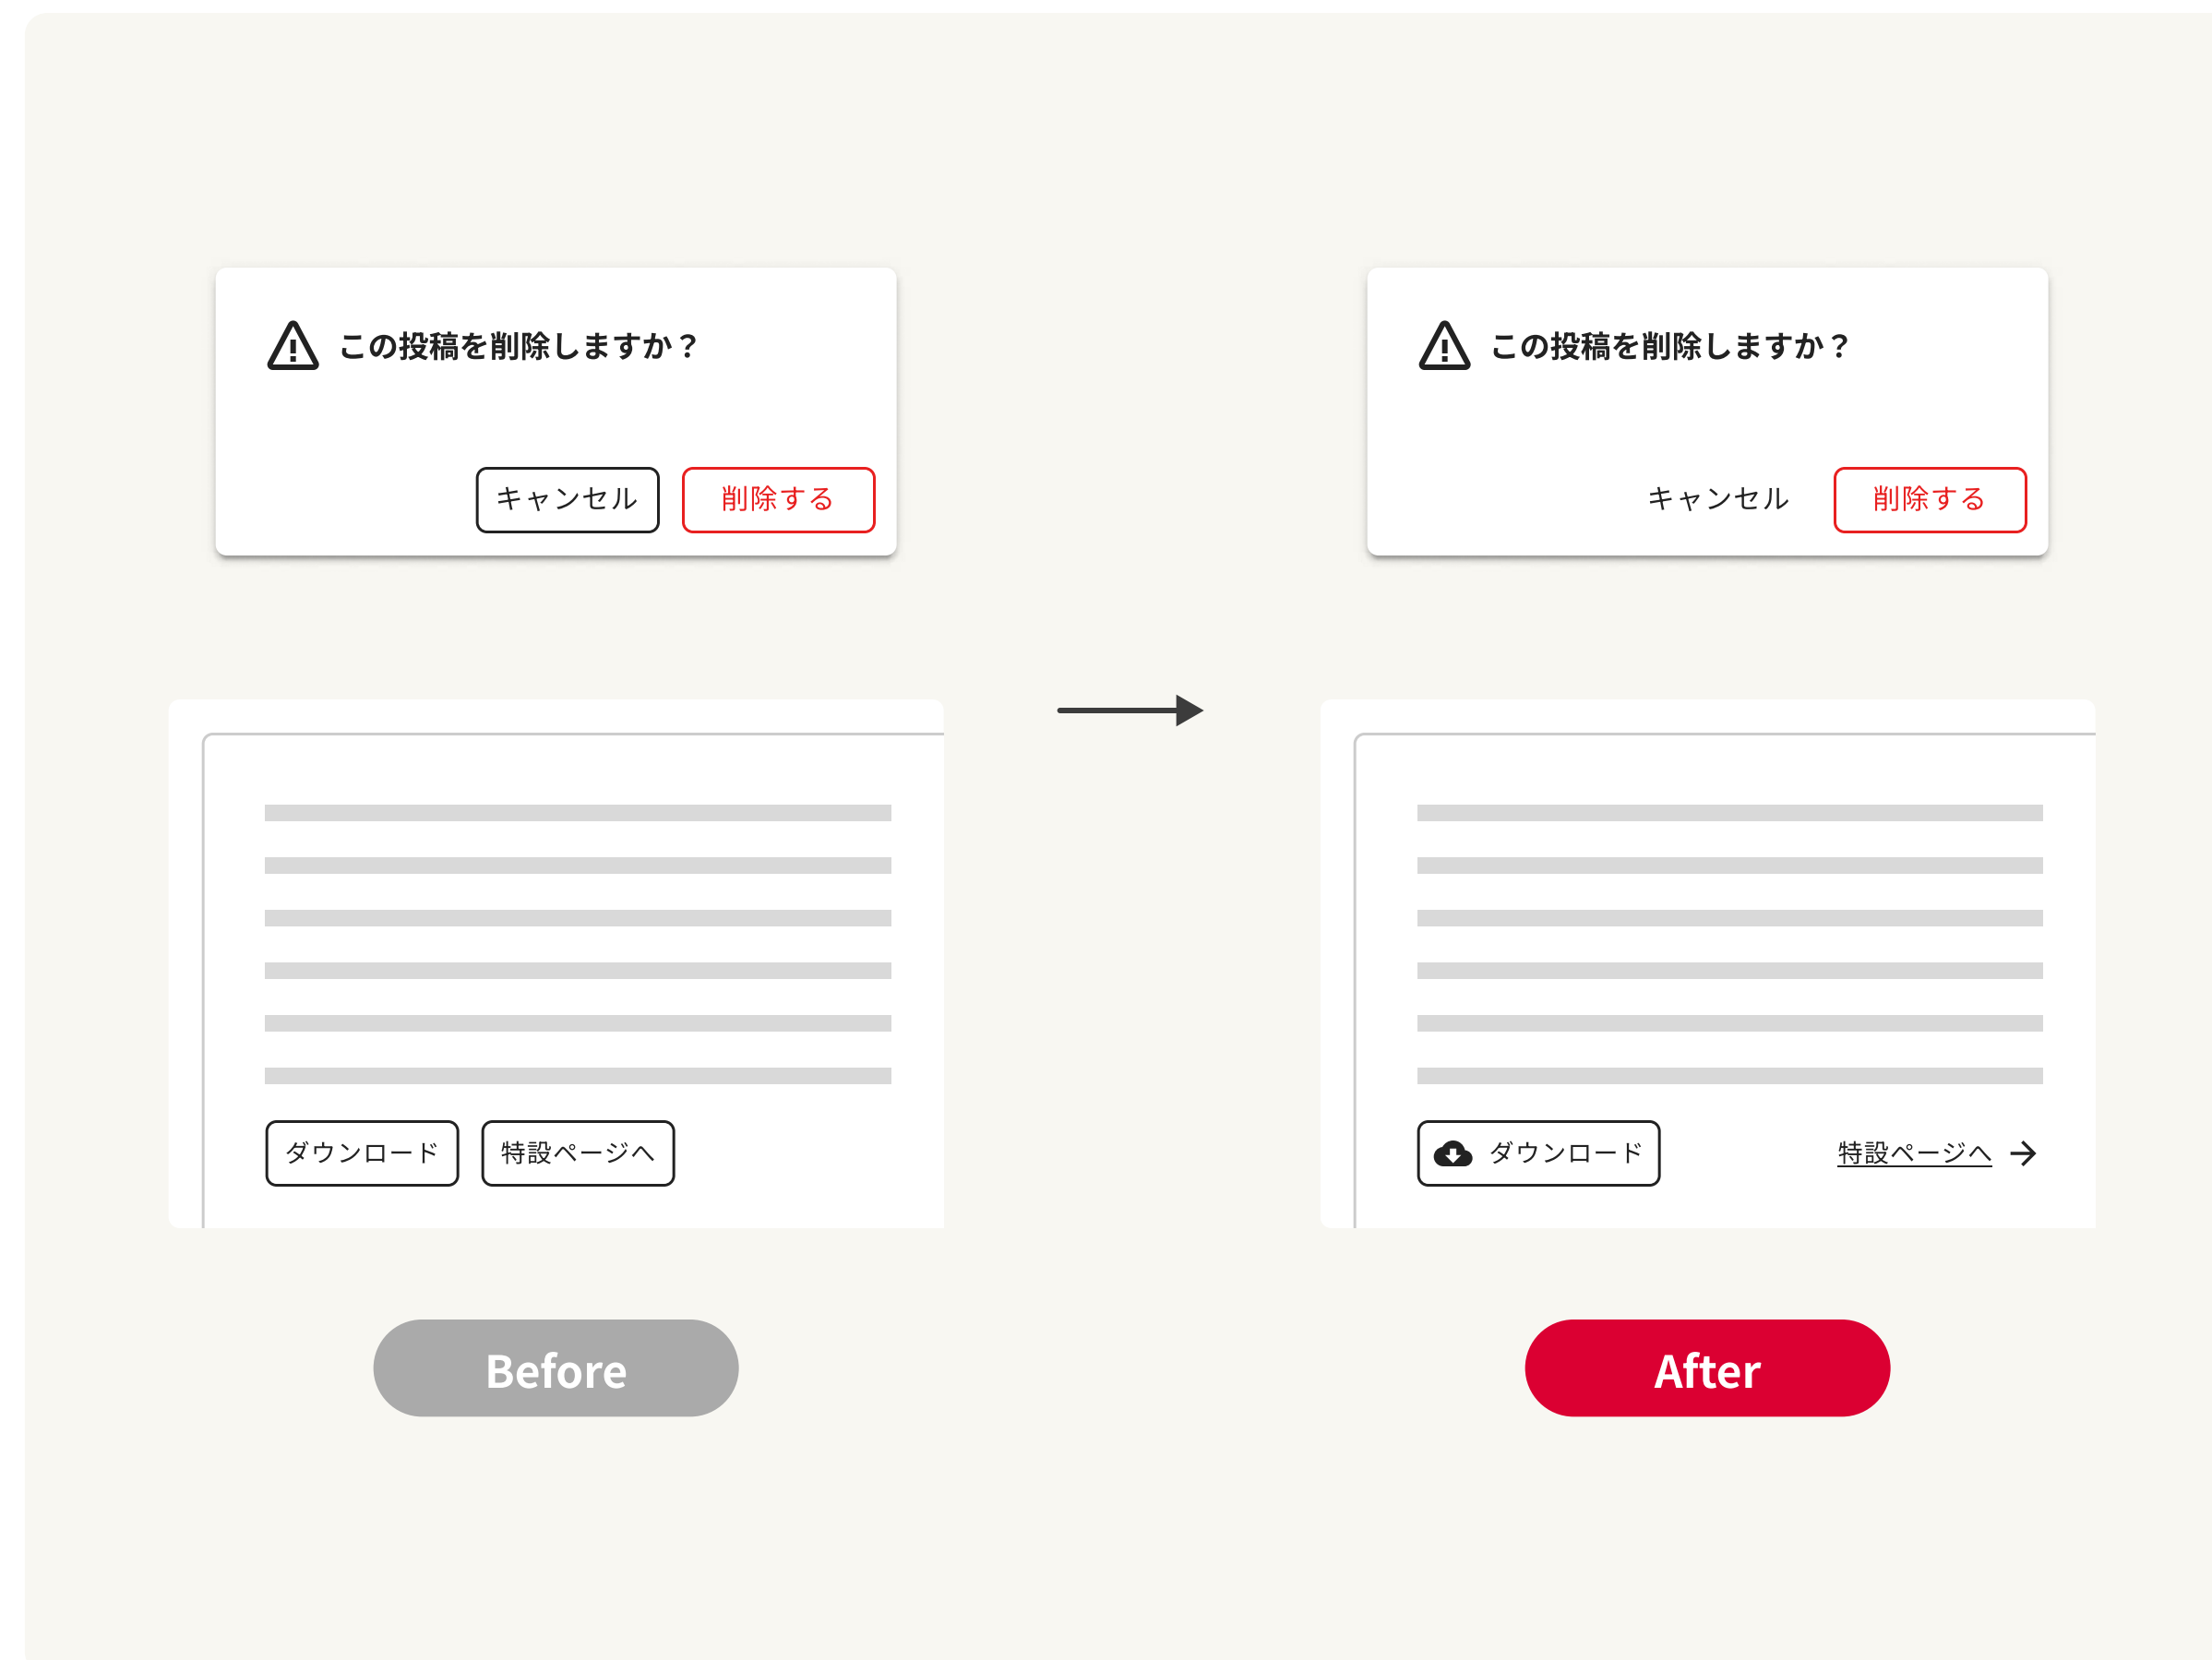 この投稿を削除しますか？
キャンセル
削除する
ダウンロード
特設ページへ
Before
この投稿を削除しますか？
キャンセル
削除する
ダウンロード
特設ページへ
After